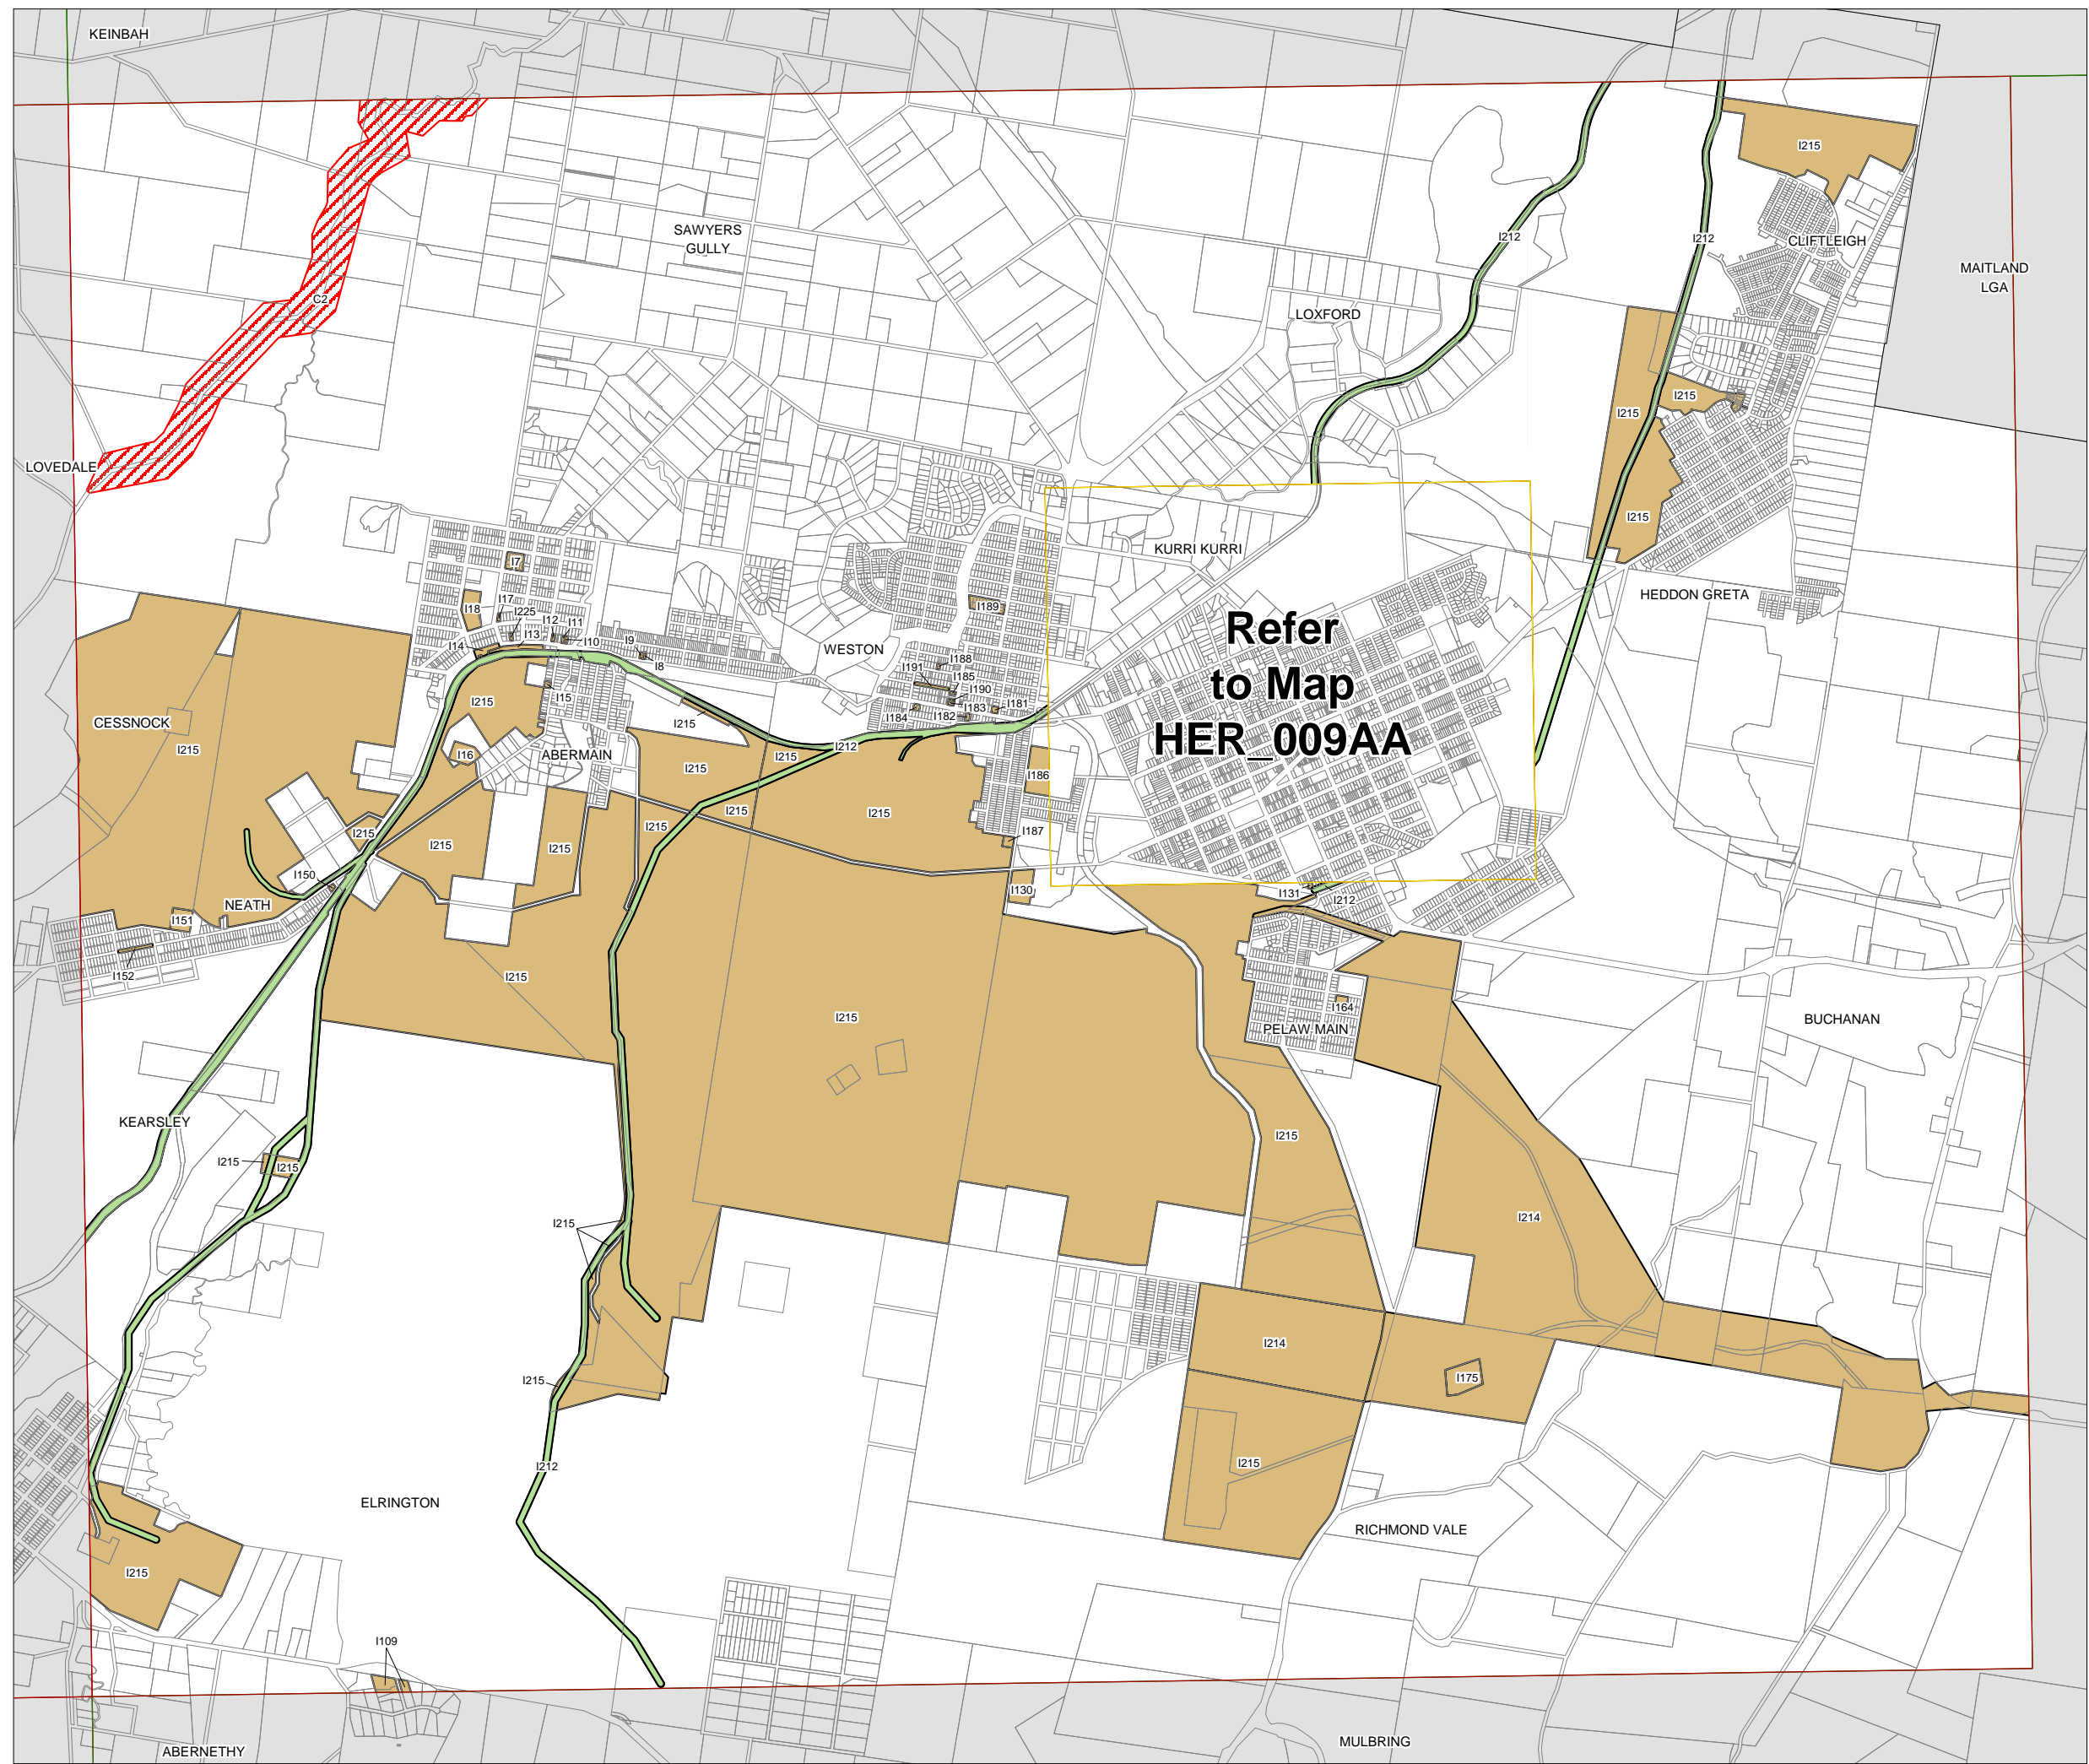 KEINBAH
I215
SAWYERS
GULLY
I212
I212
CLIFTLEIGH
MAITLAND
LGA
C2
LOXFORD
I215
I215
LOVEDALE
I215
KURRI KURRI
I7
HEDDON GRETA
I17
I18
I225
I189
I12
I11
I13
I10
I9
Refer
to Map
HER_009AA
I14
I8
WESTON
I188
I191
I185
I190
I15
I215
I183
I181
I184
I182
I215
CESSNOCK
I215
I212
I16
ABERMAIN
I215
I215
I186
I215
I215
I215
I215
I187
I215
I215
I150
I130
I131
I212
NEATH
I151
I152
I215
I164
I215
BUCHANAN
PELAW MAIN
KEARSLEY
I215
I215
I215
I214
I215
I214
I175
I215
I215
I212
ELRINGTON
RICHMOND VALE
I215
I109
MULBRING
ABERNETHY